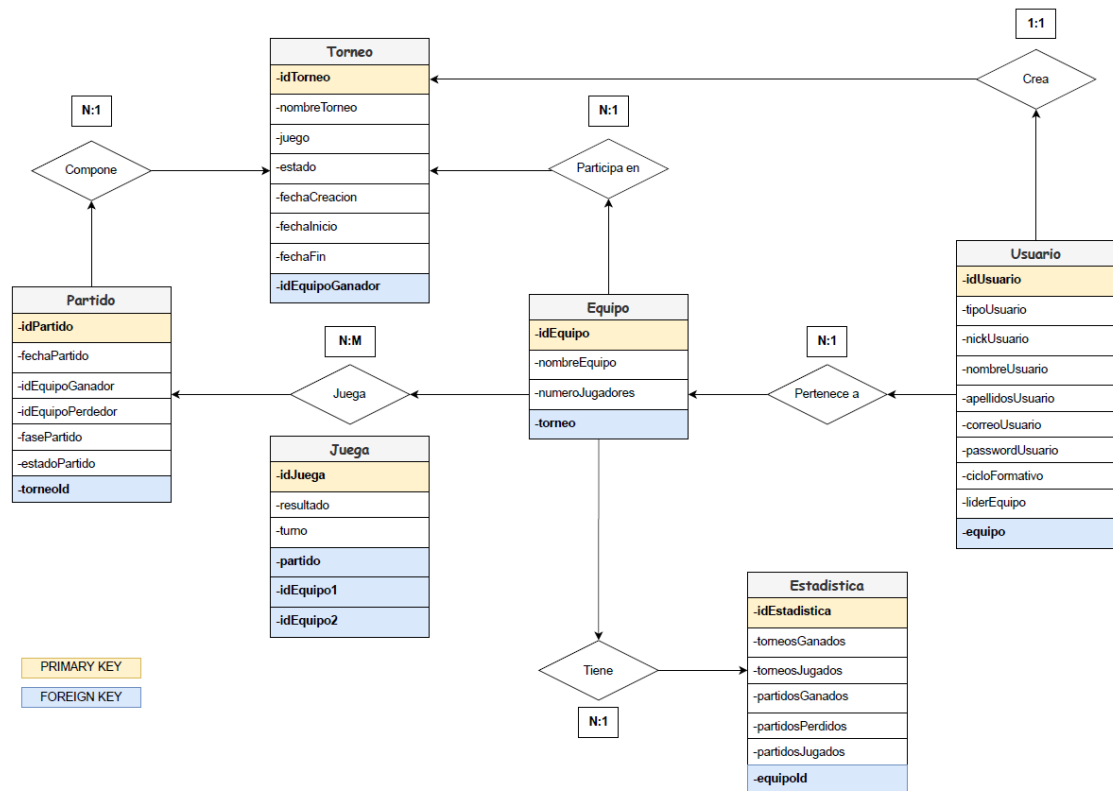 1:1
Torneo
-idTorneo
-nombreTorneo
-juego
-estado
-fechaCreacion
-fechaInicio
-fechaFin
-idEquipoGanador
Crea
N:1
Compone
N:1
Participa en
Usuario
-idUsuario
-tipoUsuario
-nickUsuario
-nombreUsuario
-apellidosUsuario
-correoUsuario
-passwordUsuario
-cicloFormativo
-liderEquipo
-equipo
Partido
-idPartido
-fechaPartido
-idEquipoGanador
-idEquipoPerdedor
-fasePartido
-estadoPartido
-torneoId
Equipo
-idEquipo
-nombreEquipo
-numeroJugadores
-torneo
N:M
Juega
N:1
Pertenece a
Juega
-idJuega
-resultado
-turno
-partido
-idEquipo1
-idEquipo2
Estadistica
-idEstadistica
-torneosGanados
-torneosJugados
-partidosGanados
-partidosPerdidos
-partidosJugados
-equipoId
Tiene
N:1
PRIMARY KEY
FOREIGN KEY